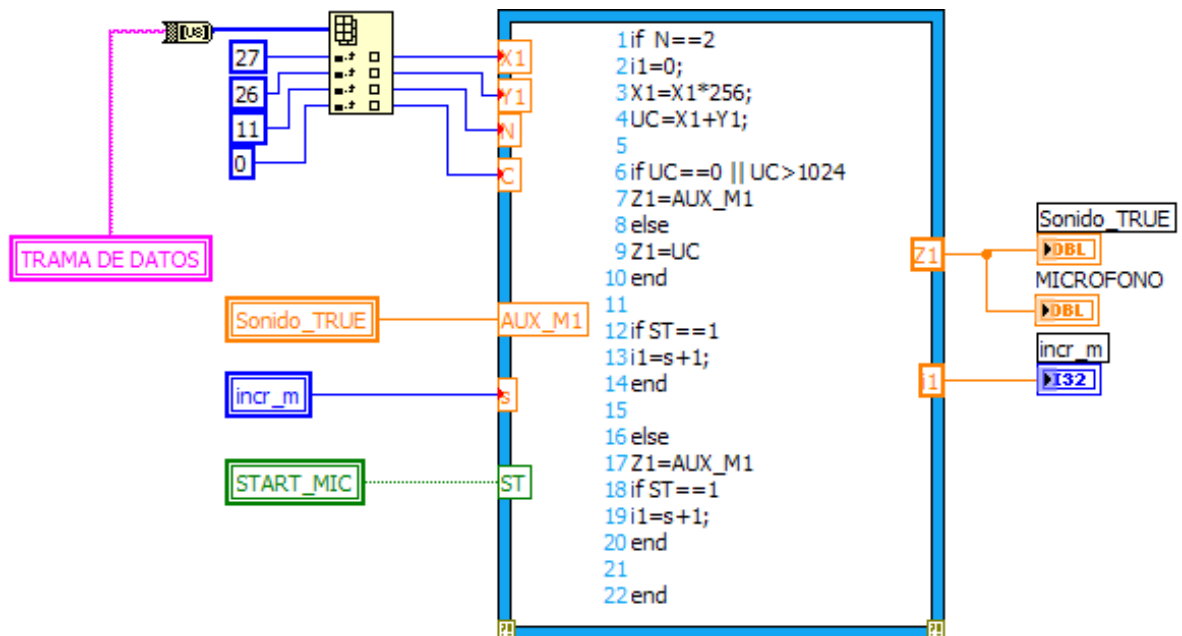 [U8]
27
26
11
0
TRAMA DE DATOS
Sonido_TRUE
incr_m
START_MIC
X1
Y1
N
C
AUX_M1
s
ST
1 if N==2
2 i1=0;
3 X1=X1*256;
4 UC=X1+Y1;
5
6 if UC==0 || UC>1024
7 Z1=AUX_M1
8 else
9 Z1=UC
10 end
11
12 if ST==1
13 i1=s+1;
14 end
15
16 else
17 Z1=AUX_M1
18 if ST==1
19 i1=s+1;
20 end
21
22 end
Z1
i1
Sonido_TRUE
DBL
MICROFONO
DBL
incr_m
I32